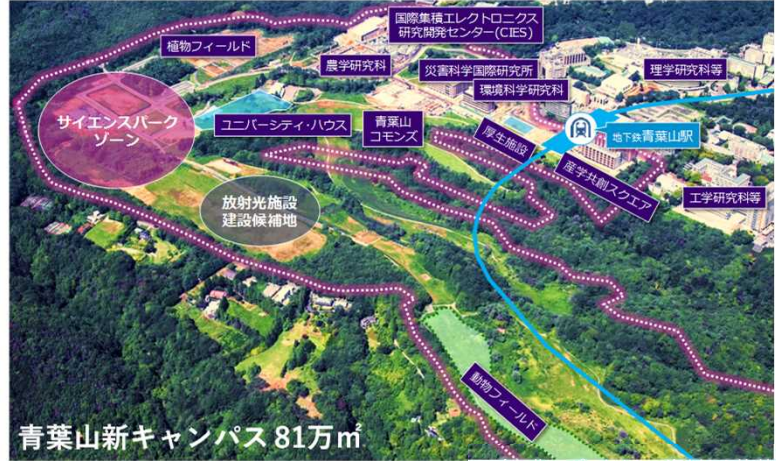 国際集積エレクトロニクス
研究開発センター(CIES)
植物フィールド
農学研究科
災害科学国際研究所
環境科学研究科
理学研究科等
サイエンスパーク
ゾーン
ユニバーシティ・ハウス
青葉山
コモンズ
厚生施設
地下鉄青葉山駅
産学共創スクエア
工学研究科等
放射光施設
建設候補地
動物フィールド
青葉山新キャンパス 81万㎡